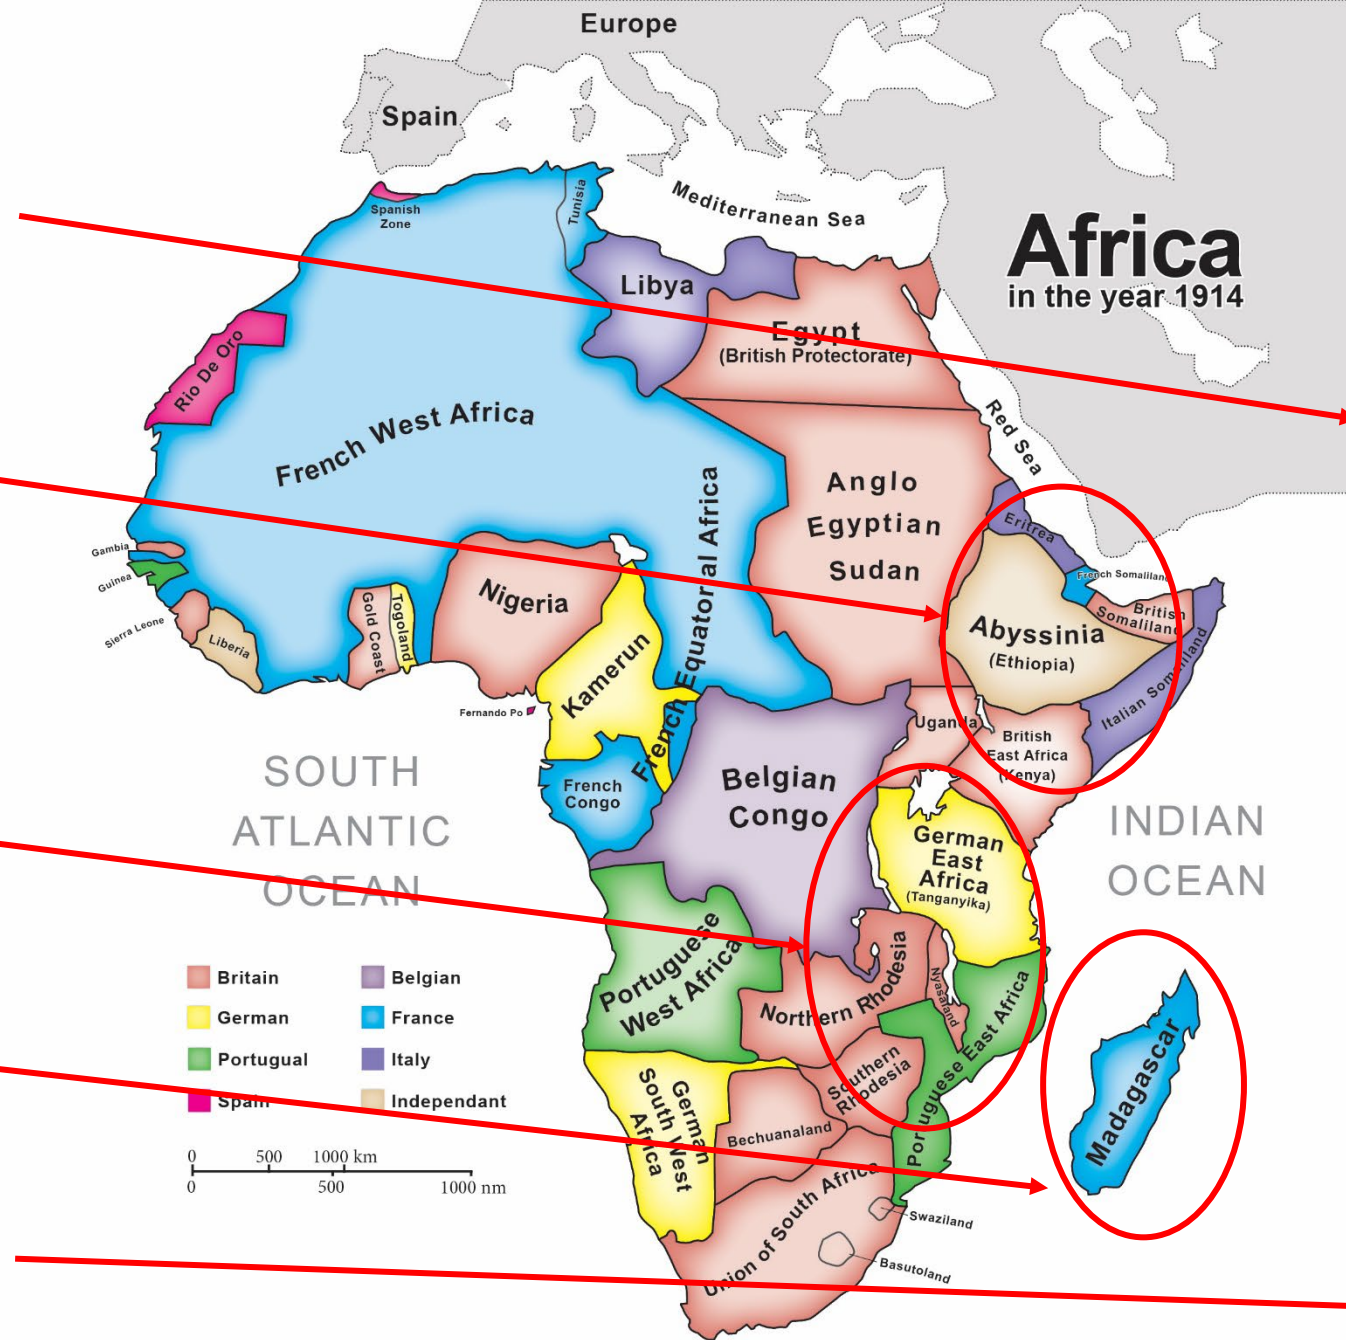 Europe
Spain
Mediterranean Sea
Africa
in the year 1914
Spanish
Zone
Tunisia
Libya
Egypt
(British Protectorate)
Rio De Oro
French West Africa
Red Sea
Anglo
Egyptian
Sudan
French Equatorial Africa
Eritrea
Gambia
Guinea
Sierra Leone
Liberia
Gold Coast
Togoland
Nigeria
Kamerun
French Somaliland
British
Somaliland
Abyssinia
(Ethiopia)
Italian Somaliland
Fernando Po
Uganda
British
East Africa
(Kenya)
French
Congo
Belgian
Congo
SOUTH
ATLANTIC
OCEAN
INDIAN
OCEAN
German
East
Africa
(Tanganyika)
Portuguese
West Africa
Northern Rhodesia
Nyasaland
Portuguese East Africa
Southern
Rhodesia
Madagascar
German
South West
Africa
Bechuanaland
Union of South Africa
Swaziland
Basutoland
Britain
German
Portugual
Spain
Belgian
France
Italy
Independant
0 500 1000 km
0 500 1000 nm